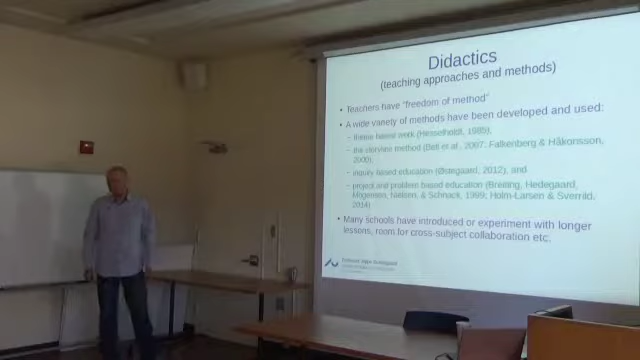 Didactics
(teaching approaches and methods)
• Teachers have "freedom of method"
• A wide variety of methods have been developed and used:
– theme based work (Hesselholdt, 1985),
– the storyline method (Bell et al., 2007; Falkenberg & Håkonsson,
2000),
– inquiry based education (Østegaard, 2012), and
– project and problem based education (Breiting, Hedegaard,
Mogensen, Nielsen, & Schnack, 1999; Holm-Larsen & Sverrild,
2014)
• Many schools have introduced or experiment with longer
lessons, room for cross-subject collaboration etc.